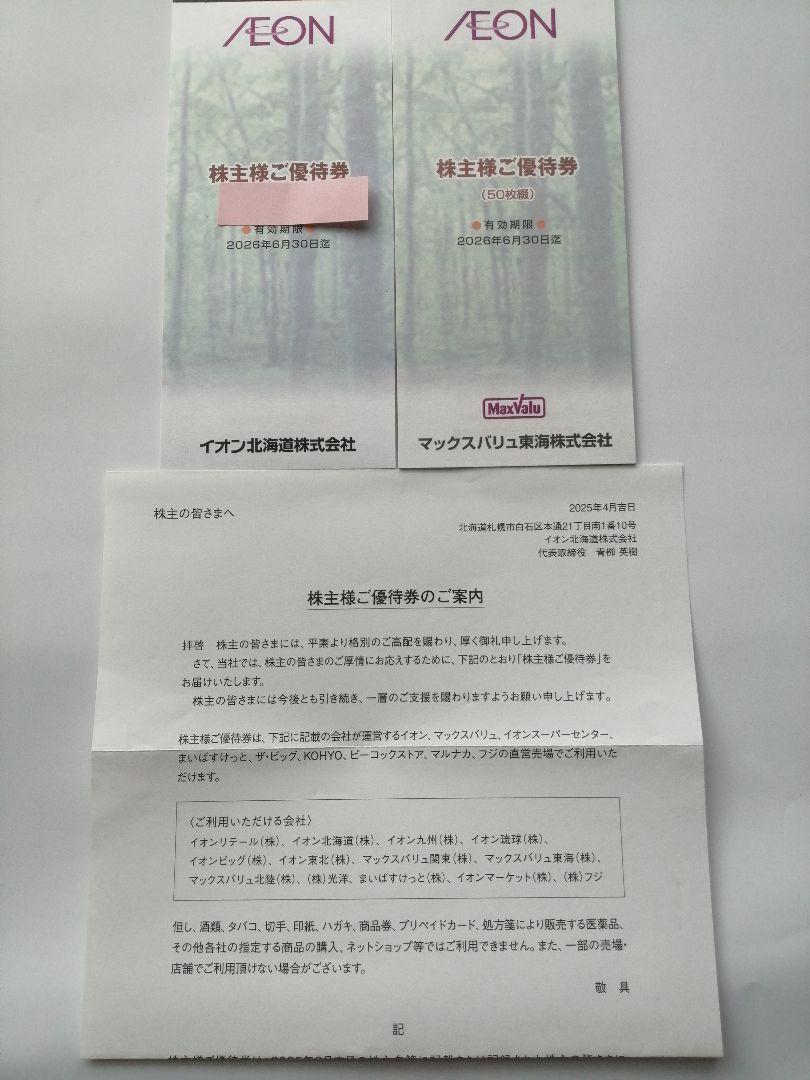 ÆON
株主様ご優待券
●有効期限●
2026年6月30日迄
イオン北海道株式会社
ÆON
株主様ご優待券
(50枚綴)
●有効期限●
2026年6月30日迄
MaxValu
マックスバリュ東海株式会社
株主の皆さまへ
2025年4月吉日
北海道札幌市白石区本通21丁目南1番10号
イオン北海道株式会社
代表取締役 青柳 英樹
株主様ご優待券のご案内
拝啓 株主の皆さまには、平素より格別のご高配を賜わり、厚く御礼申し上げます。
さて、当社では、株主の皆さまのご厚情にお応えするために、下記のとおり「株主様ご優待券」を
お届けいたします。
株主の皆さまには今後とも引き続き、一層のご支援を賜わりますようお願い申し上げます。
株主様ご優待券は、下記に記載の会社が運営するイオン、マックスバリュ、イオンスーパーセンター、
まいばすけっと、ザ・ビッグ、KOHYO、ピーコックストア、マルナカ、フジの直営売場でご利用いた
だけます。
〈ご利用いただける会社〉
イオンリテール(株)、イオン北海道(株)、イオン九州(株)、イオン琉球(株)、
イオンビッグ(株)、イオン東北(株)、マックスバリュ関東(株)、マックスバリュ東海(株)、
マックスバリュ北陸(株)、(株)光洋、まいばすけっと(株)、イオンマーケット(株)、(株)フジ
但し、酒類、タバコ、切手、印紙、ハガキ、商品券、プリペイドカード、処方箋により販売する医薬品、
その他各社の指定する商品の購入、ネットショップ等ではご利用できません。また、一部の売場・
店舗でご利用頂けない場合がございます。
敬具
記